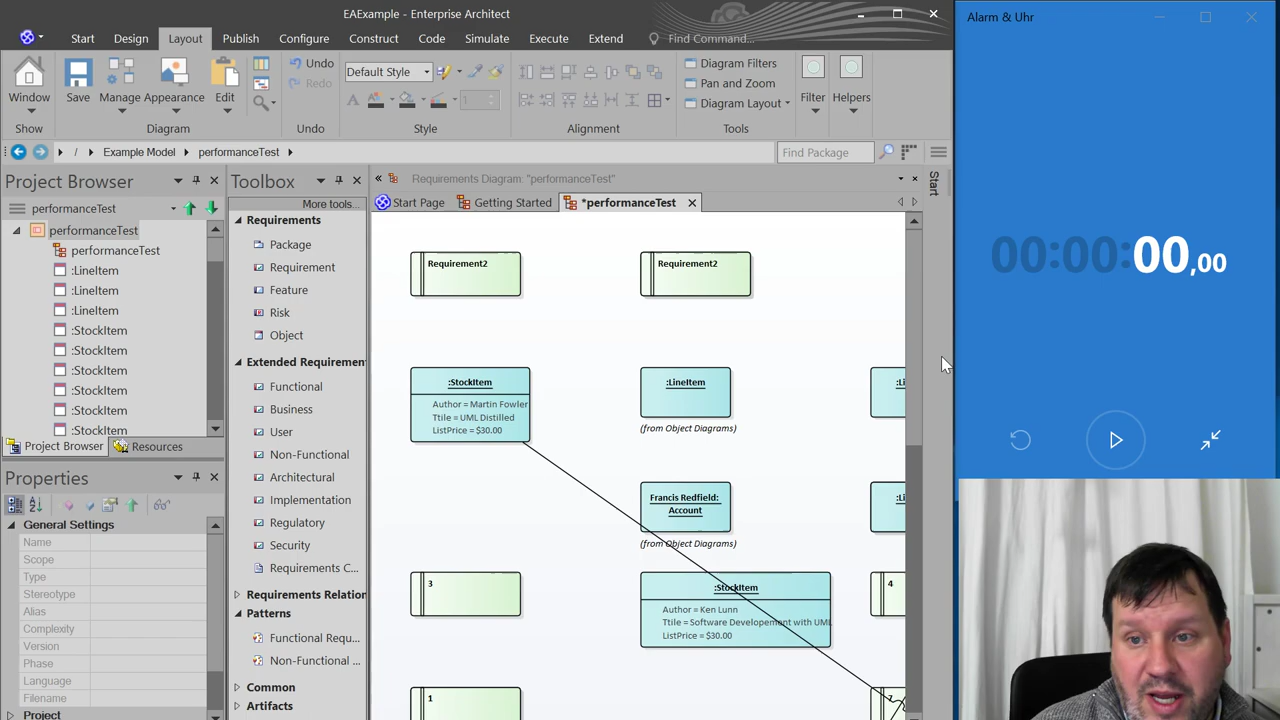 EAExample - Enterprise Architect
Start Design Layout Publish Configure Construct Code Simulate Execute Extend Find Command...
Window Save Manage Appearance Edit
Show Diagram
Undo
Redo
Undo
Default Style
1
Style
Alignment
Diagram Filters
Pan and Zoom
Diagram Layout
Tools
Filter Helpers
/ Example Model performanceTest
Find Package
Project Browser
performanceTest
performanceTest
performanceTest
:LineItem
:LineItem
:LineItem
:StockItem
:StockItem
:StockItem
:StockItem
:StockItem
:StockItem
Project Browser Resources
Properties
General Settings
Name
Scope
Type
Stereotype
Alias
Complexity
Version
Phase
Language
Filename
Project
Toolbox
More tools...
Requirements
Package
Requirement
Feature
Risk
Object
Extended Requiremen
Functional
Business
User
Non-Functional
Architectural
Implementation
Regulatory
Security
Requirements C...
Requirements Relation
Patterns
Functional Requ...
Non-Functional ...
Common
Artifacts
Requirements Diagram: "performanceTest"
Start Page Getting Started *performanceTest
Start
Requirement2
Requirement2
:StockItem
Author = Martin Fowler
Ttile = UML Distilled
ListPrice = $30.00
:LineItem
(from Object Diagrams)
:Li
Francis Redfield:
Account
(from Object Diagrams)
:Li
3
:StockItem
Author = Ken Lunn
Ttile = Software Developement with UML
ListPrice = $30.00
4
1
7
Alarm & Uhr
00:00:00,00